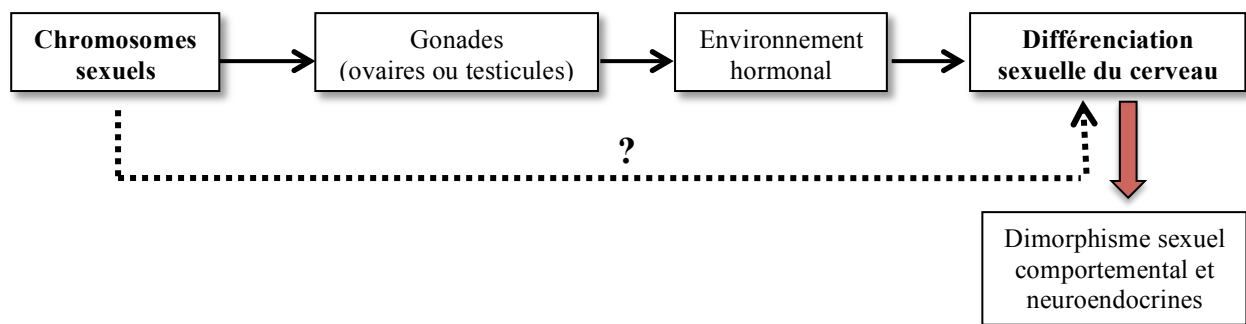 Chromosomes
sexuels
Gonades
(ovaires ou testicules)
Environnement
hormonal
Différenciation
sexuelle du cerveau
?
Dimorphisme sexuel
comportemental et
neuroendocrines